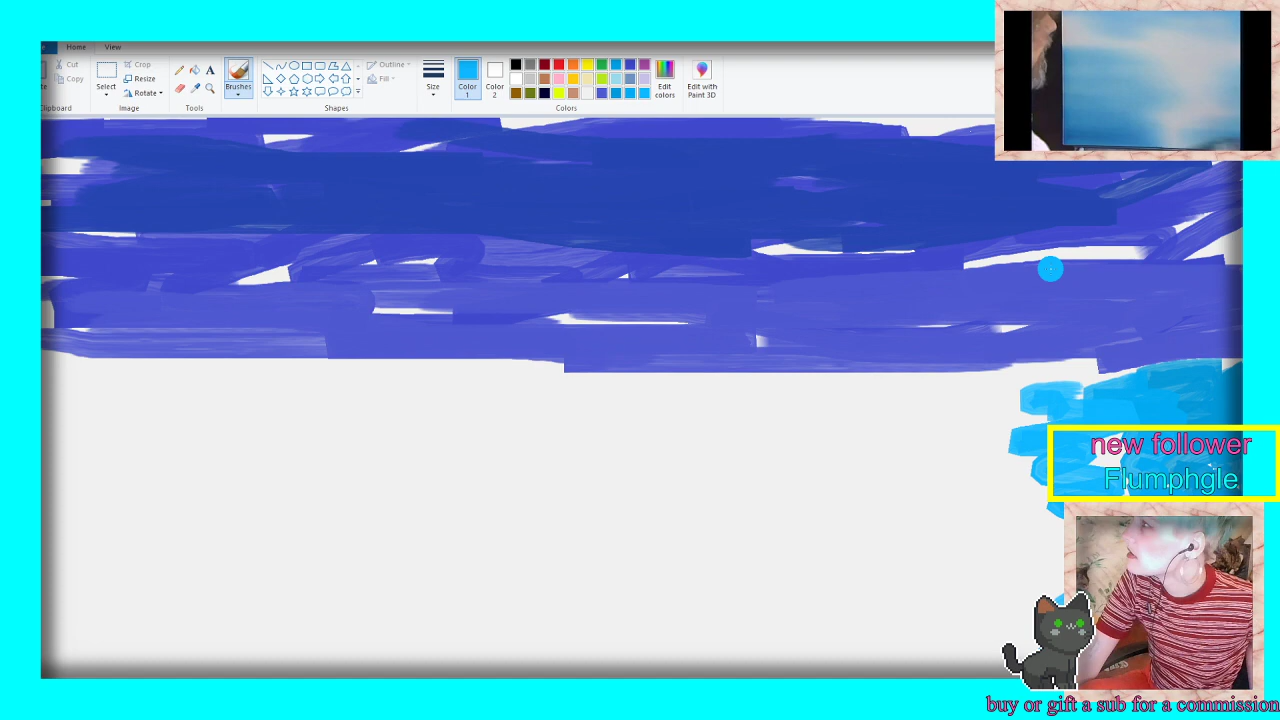 Home View
Cut
Copy
Clipboard
Select
Crop
Resize
Rotate
Image
A
Tools
Brushes
Outline
Fill
Shapes
Size
Color 1
Color 2
Colors
Edit colors
Edit with Paint 3D
new follower
Flumphgle
buy or gift a sub for a commission